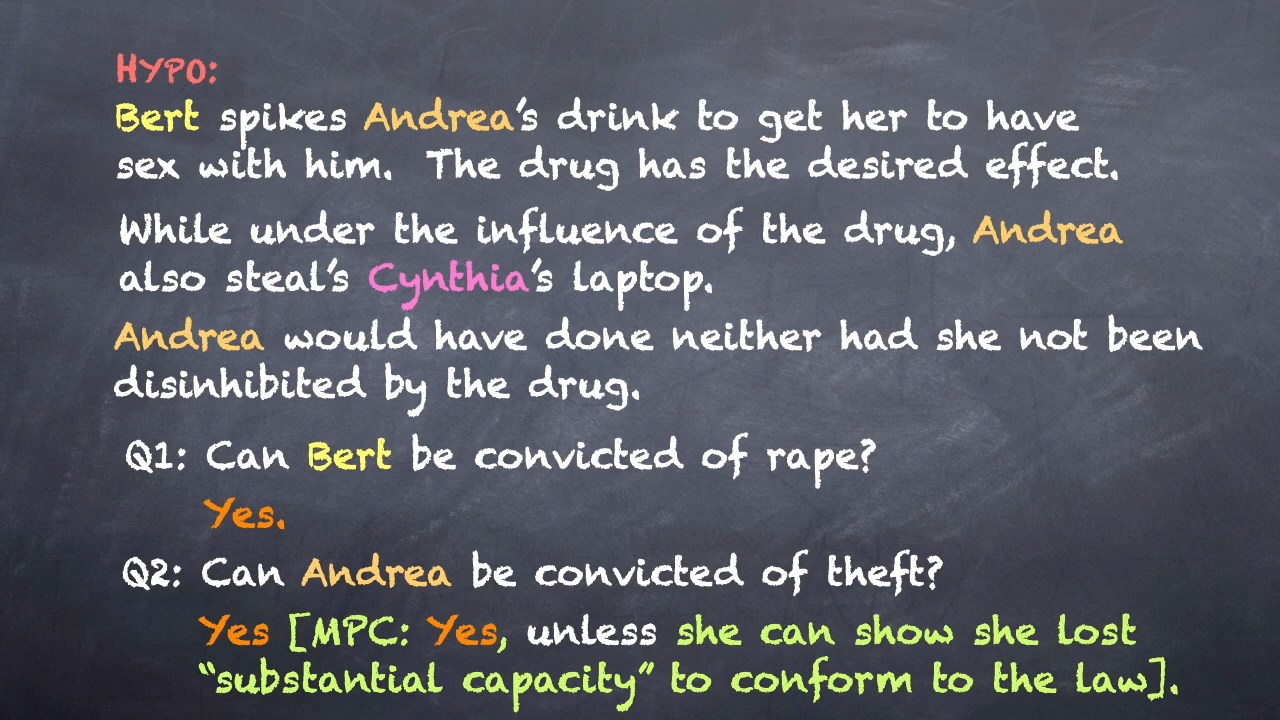 HYPO:
Bert spikes Andrea's drink to get her to have
sex with him. The drug has the desired effect.
While under the influence of the drug, Andrea
also steal's Cynthia's laptop.
Andrea would have done neither had she not been
disinhibited by the drug.
Q1: Can Bert be convicted of rape?
Yes.
Q2: Can Andrea be convicted of theft?
Yes [MPC: Yes, unless she can show she lost
“substantial capacity” to conform to the law].